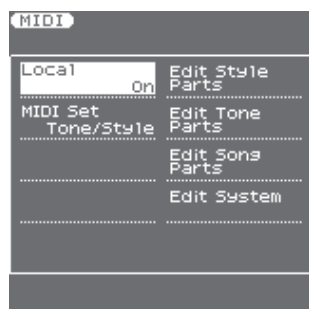 MIDI
Local
On
MIDI Set
Tone/Style
Edit Style
Parts
Edit Tone
Parts
Edit Song
Parts
Edit System